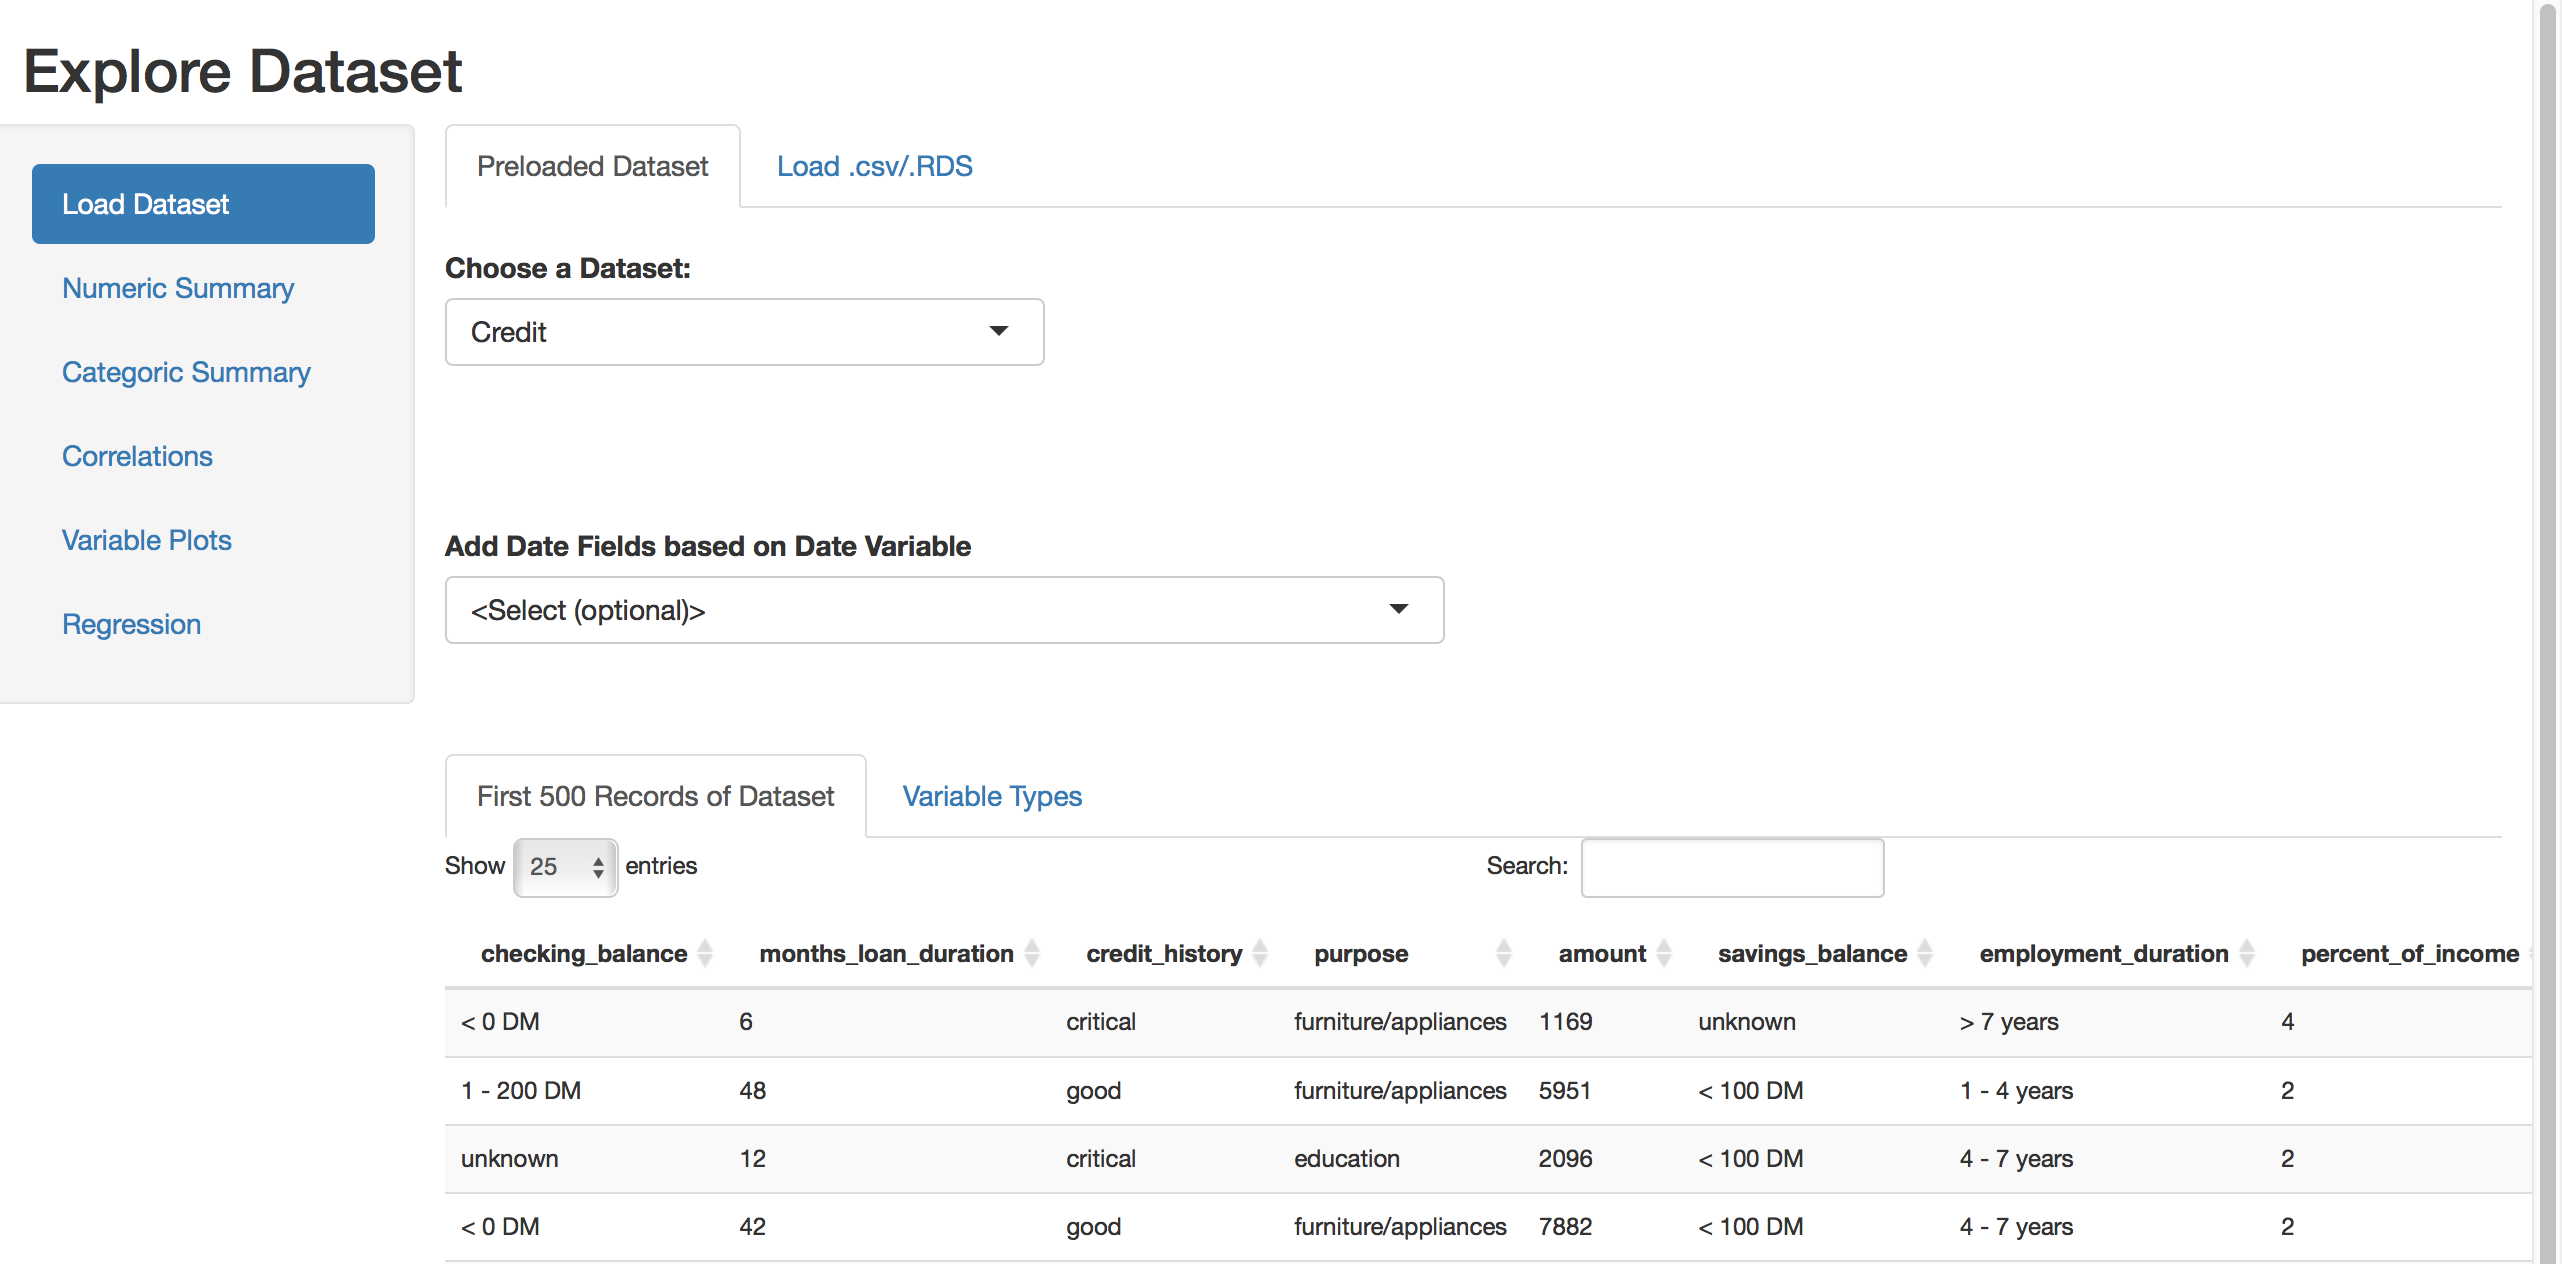 Explore Dataset
Load Dataset
Numeric Summary
Categoric Summary
Correlations
Variable Plots
Regression
Preloaded Dataset Load .csv/.RDS
Choose a Dataset:
Credit
Add Date Fields based on Date Variable
<Select (optional)>
First 500 Records of Dataset Variable Types
Show 25 entries Search:
checking_balance months_loan_duration credit_history purpose amount savings_balance employment_duration percent_of_income
< 0 DM 6 critical furniture/appliances 1169 unknown > 7 years 4
1 - 200 DM 48 good furniture/appliances 5951 < 100 DM 1 - 4 years 2
unknown 12 critical education 2096 < 100 DM 4 - 7 years 2
< 0 DM 42 good furniture/appliances 7882 < 100 DM 4 - 7 years 2